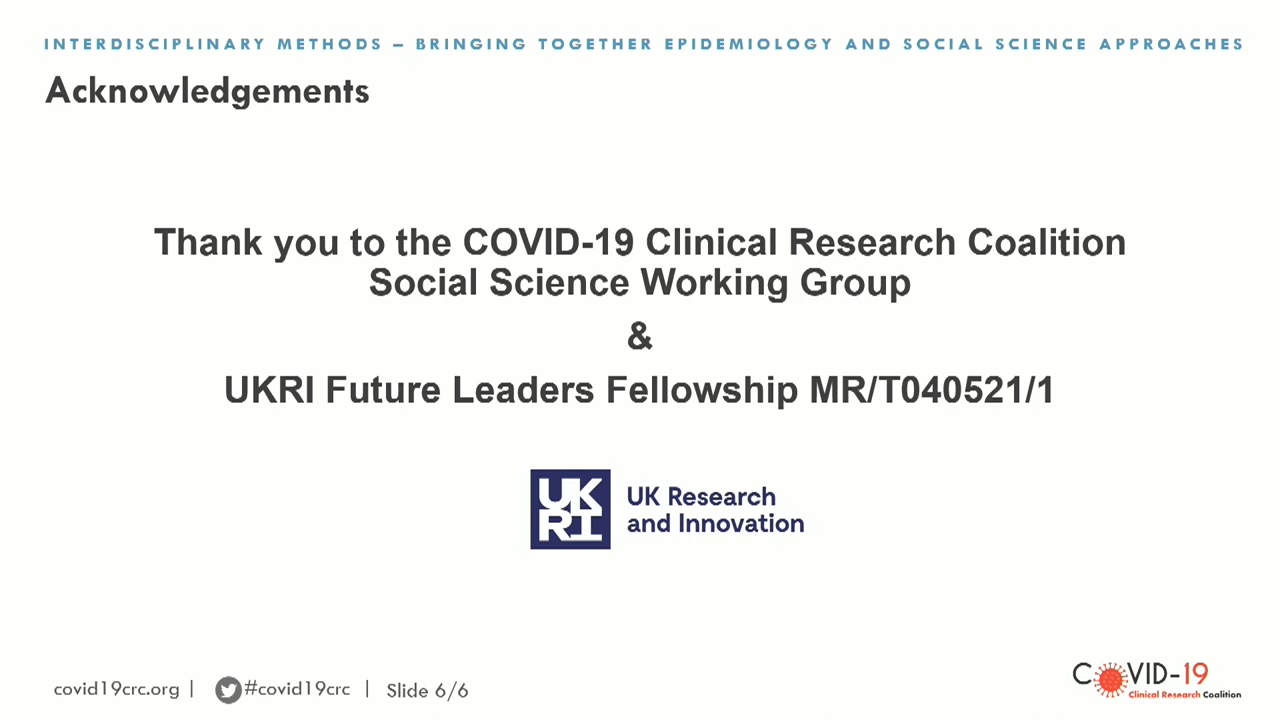 INTERDISCIPLINARY METHODS – BRINGING TOGETHER EPIDEMIOLOGY AND SOCIAL SCIENCE APPROACHES
Acknowledgements
Thank you to the COVID-19 Clinical Research Coalition
Social Science Working Group
&
UKRI Future Leaders Fellowship MR/T040521/1
UK
RI
UK Research
and Innovation
covid19crc.org | #covid19crc | Slide 6/6
COVID-19
Clinical Research Coalition